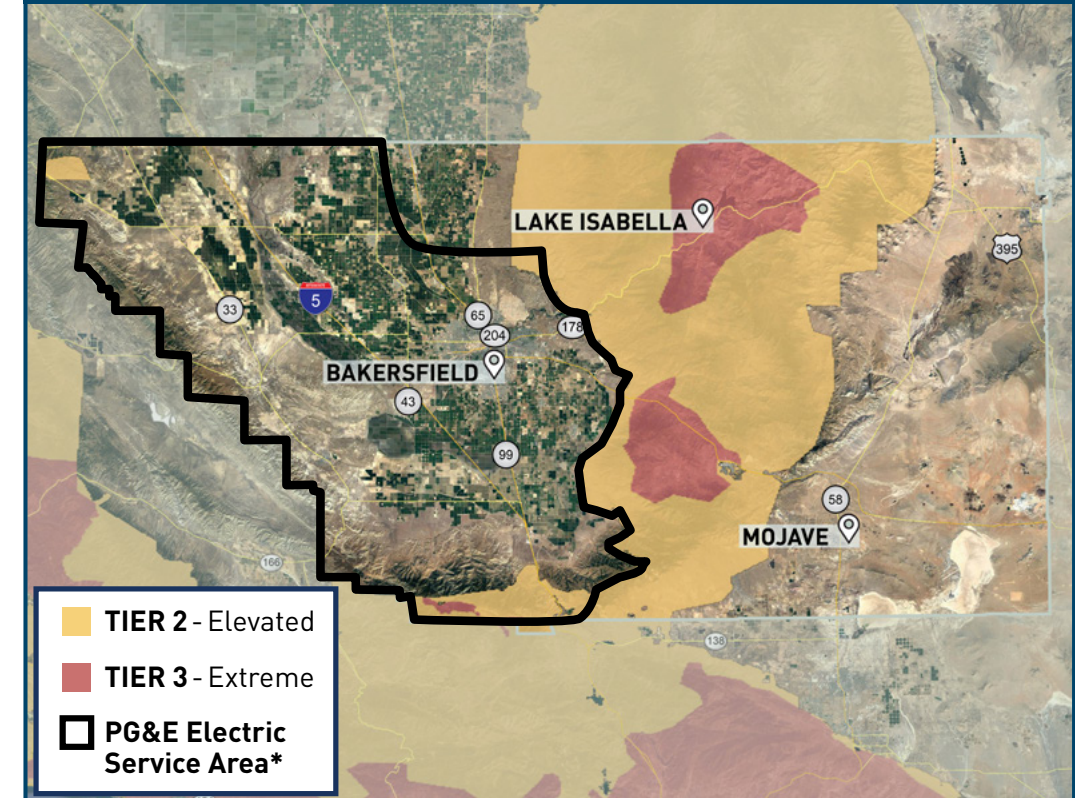 LAKE ISABELLA
395
33
5
65
204
178
BAKERSFIELD
43
99
58
MOJAVE
166
138
TIER 2 - Elevated
TIER 3 - Extreme
PG&E Electric
Service Area*